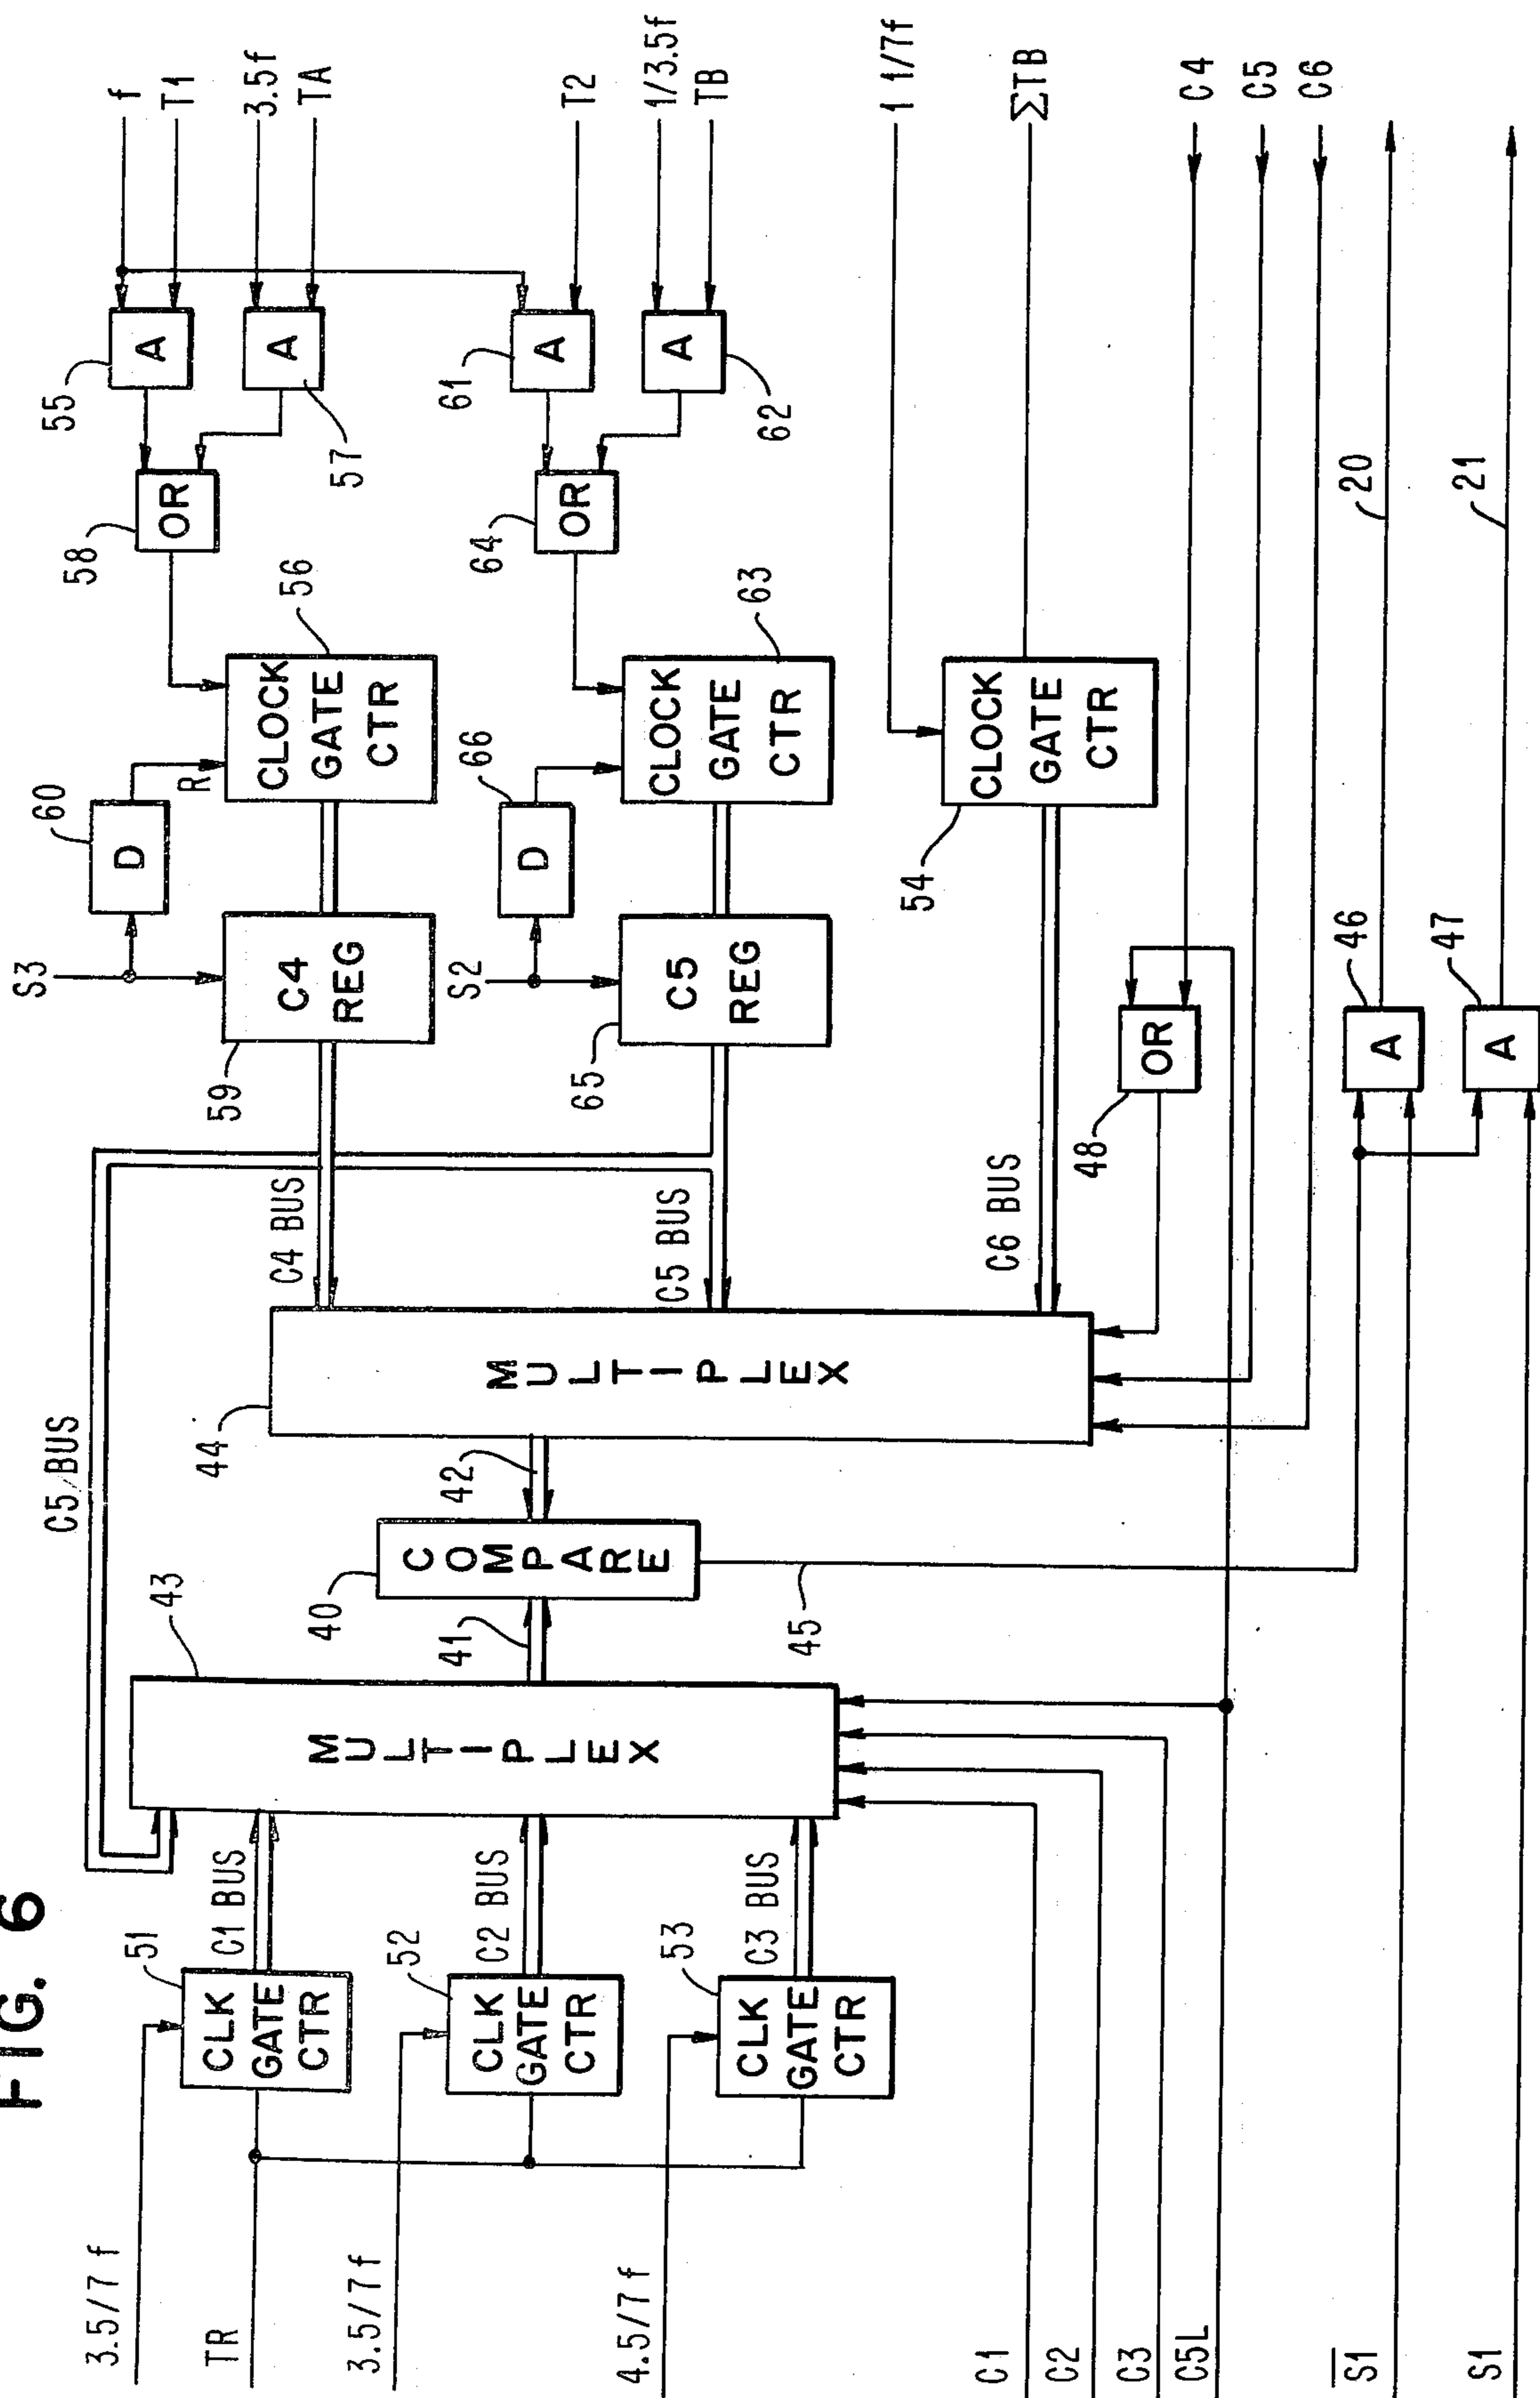 FIG. 6
3.5/7 f
TR
3.5/7 f
4.5/7 f
C1
C2
C3
C5L
S1
S1
51
CLK
GATE
CTR
52
CLK
GATE
CTR
53
CLK
GATE
CTR
C1 BUS
C2 BUS
C3 BUS
C5 BUS
43
MULTIPLEX
41
40
COMPARE
42
45
44
MULTIPLEX
C4 BUS
C5 BUS
C6 BUS
48
OR
S3
59
C4
REG
60
D
R
S2
65
C5
REG
66
D
56
CLOCK
GATE
CTR
63
CLOCK
GATE
CTR
54
CLOCK
GATE
CTR
58
OR
64
OR
55
A
57
A
61
A
62
A
f
T1
3.5f
TA
T2
1/3.5f
TB
1 1/7f
ΣTB
C4
C5
C6
46
A
47
A
20
21